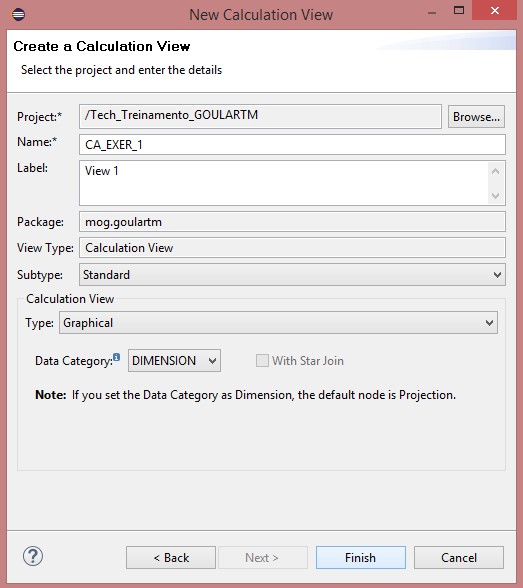 New Calculation View
Create a Calculation View
Select the project and enter the details
Project:* /Tech_Treinamento_GOULARTM Browse...
Name:* CA_EXER_1
Label: View 1
Package: mog.goulartm
View Type: Calculation View
Subtype: Standard
Calculation View
Type: Graphical
Data Category: DIMENSION With Star Join
Note: If you set the Data Category as Dimension, the default node is Projection.
? < Back Next > Finish Cancel